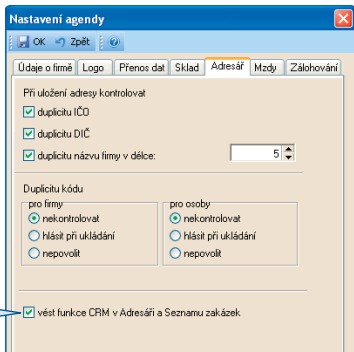 Nastavení agendy
OK Zpět
Údaje o firmě Logo Přenos dat Sklad Adresář Mzdy Zálohování
Při uložení adresy kontrolovat
duplicitu IČO
duplicitu DIČ
duplicitu názvu firmy v délce: 5
Duplicitu kódu
pro firmy pro osoby
nekontrolovat nekontrolovat
hlásit při ukládání hlásit při ukládání
nepovolit nepovolit
vést funkce CRM v Adresáři a Seznamu zakázek